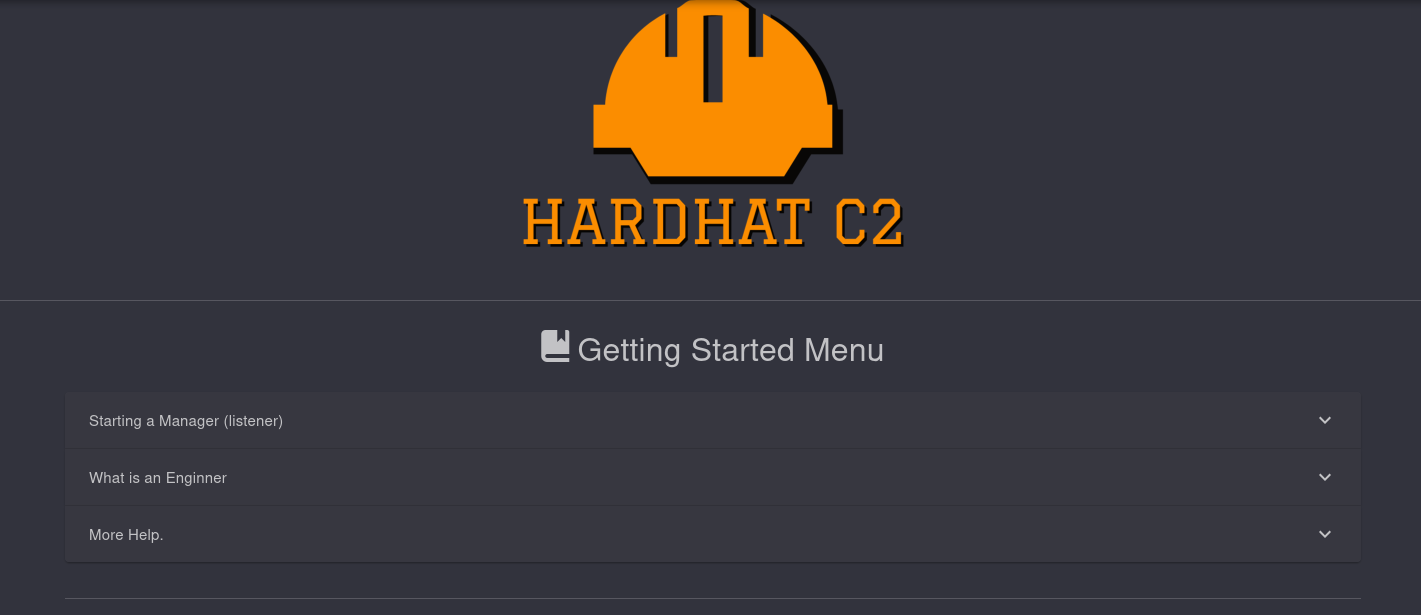 HARDHAT C2
Getting Started Menu
Starting a Manager (listener)
What is an Enginner
More Help.